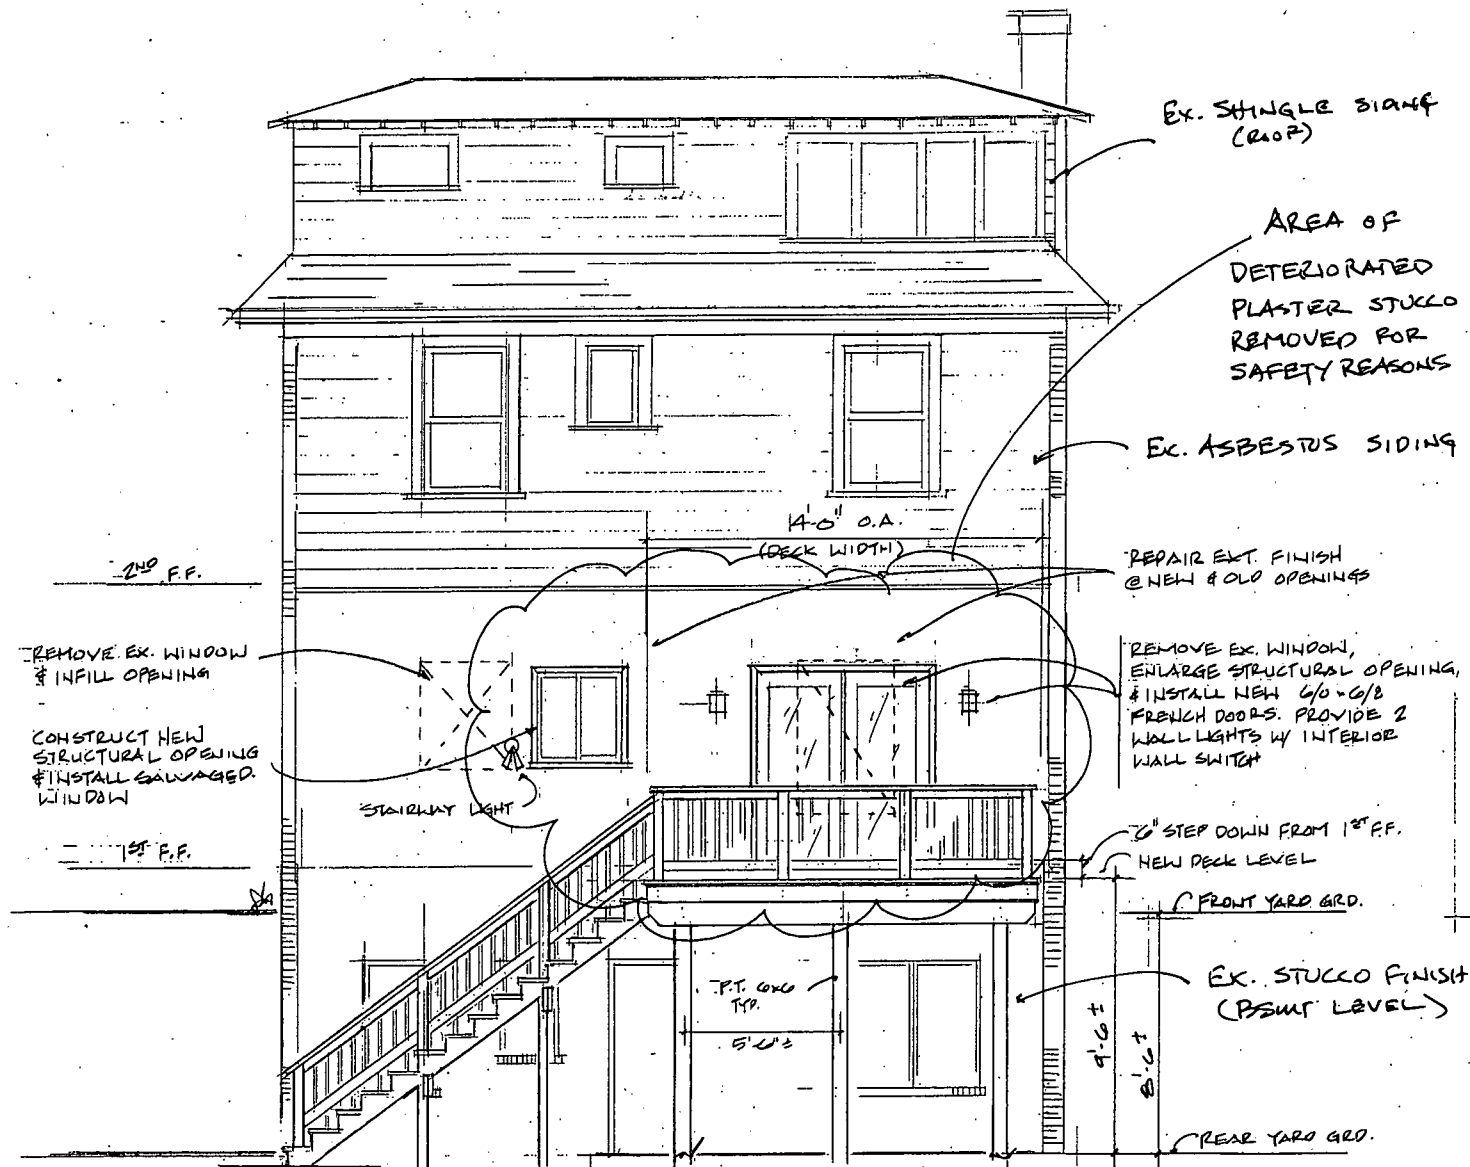 EX. SHINGLE SIDING
(ROOF)
AREA OF
DETERIORATED
PLASTER STUCCO
REMOVED FOR
SAFETY REASONS
EX. ASBESTUS SIDING
14'-0" O.A.
(DECK WIDTH)
2ND F.F.
REPAIR EXT. FINISH
@ NEW & OLD OPENINGS
REMOVE EX. WINDOW
& INFILL OPENING
REMOVE EX. WINDOW,
ENLARGE STRUCTURAL OPENING,
& INSTALL NEW 6/0 x 6/8
FRENCH DOORS. PROVIDE 2
WALL LIGHTS W/ INTERIOR
WALL SWITCH
CONSTRUCT NEW
STRUCTURAL OPENING
& INSTALL SALVAGED
WINDOW
STAIRWAY LIGHT
1ST F.F.
6" STEP DOWN FROM 1ST F.F.
NEW DECK LEVEL
FRONT YARD GRD.
EX. STUCCO FINISH
(BSMT LEVEL)
P.T. 6x6
TYP.
5'-6"±
9'-6"±
8'-6"±
REAR YARD GRD.